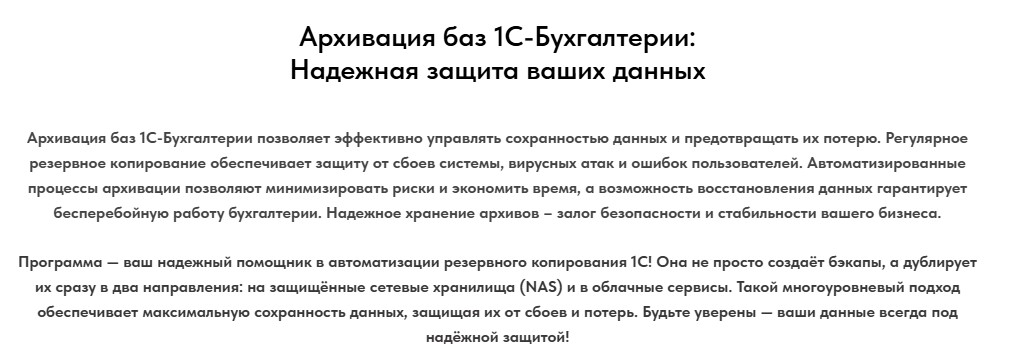 Архивация баз 1С-Бухгалтерии:
Надежная защита ваших данных
Архивация баз 1С-Бухгалтерии позволяет эффективно управлять сохранностью данных и предотвращать их потерю. Регулярное
резервное копирование обеспечивает защиту от сбоев системы, вирусных атак и ошибок пользователей. Автоматизированные
процессы архивации позволяют минимизировать риски и экономить время, а возможность восстановления данных гарантирует
бесперебойную работу бухгалтерии. Надежное хранение архивов – залог безопасности и стабильности вашего бизнеса.
Программа — ваш надежный помощник в автоматизации резервного копирования 1С! Она не просто создаёт бэкапы, а дублирует
их сразу в два направления: на защищённые сетевые хранилища (NAS) и в облачные сервисы. Такой многоуровневый подход
обеспечивает максимальную сохранность данных, защищая их от сбоев и потерь. Будьте уверены — ваши данные всегда под
надёжной защитой!